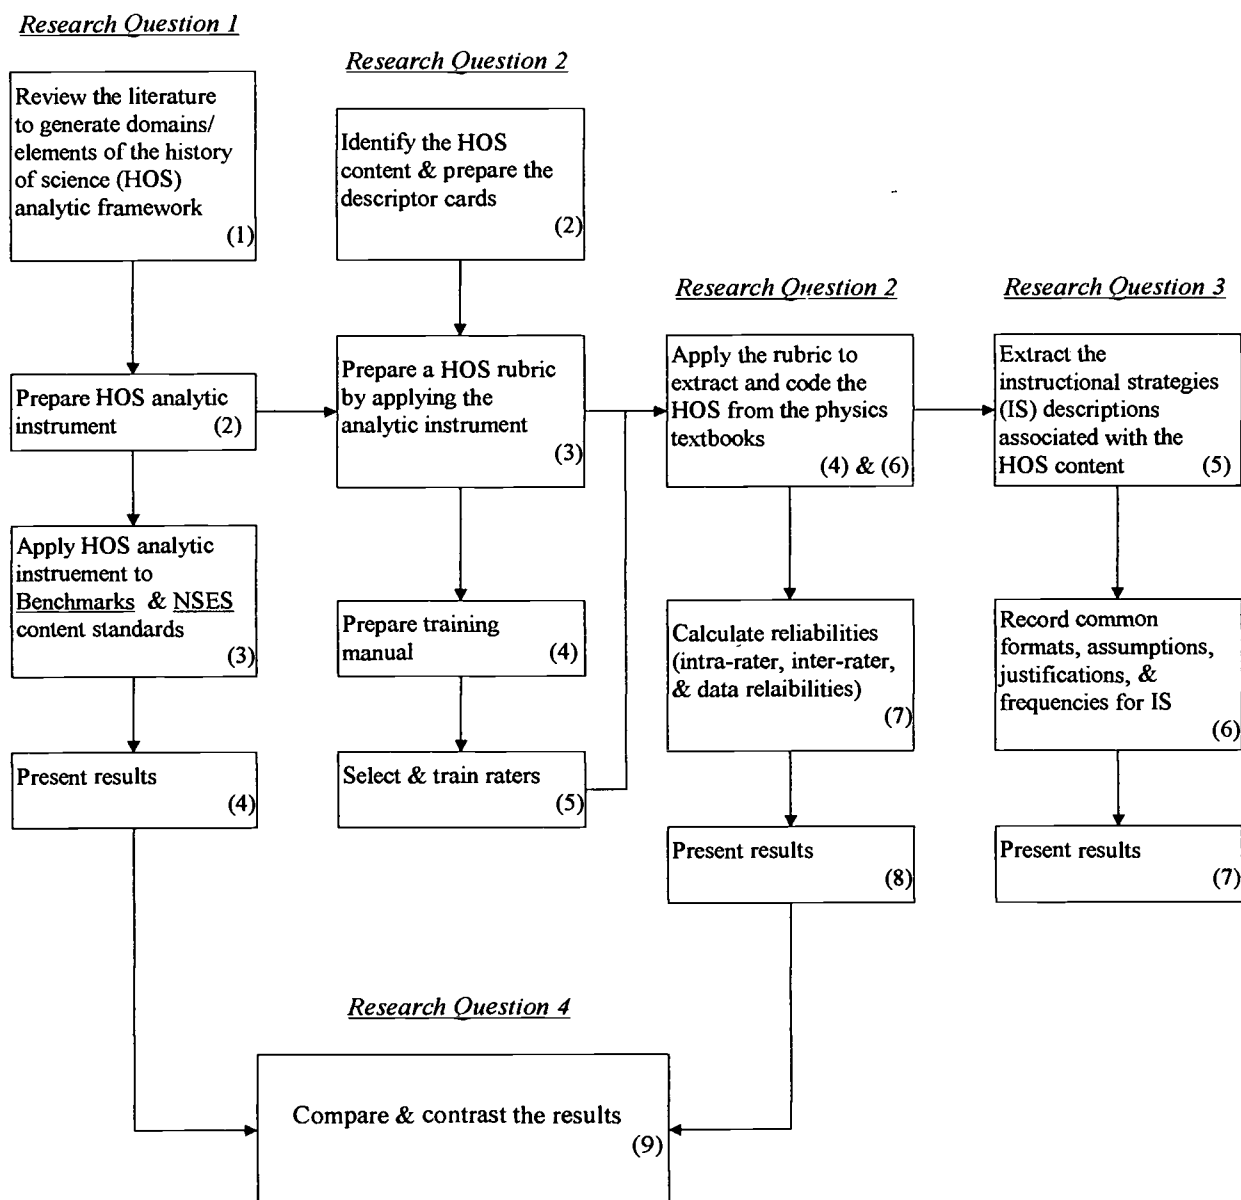 Research Question 1
Review the literature
to generate domains/
elements of the history
of science (HOS)
analytic framework
(1)
Prepare HOS analytic
instrument (2)
Apply HOS analytic
instruement to
Benchmarks & NSES
content standards
(3)
Present results
(4)
Research Question 2
Identify the HOS
content & prepare the
descriptor cards
(2)
Prepare a HOS rubric
by applying the
analytic instrument
(3)
Prepare training
manual (4)
Select & train raters
(5)
Research Question 2
Apply the rubric to
extract and code the
HOS from the physics
textbooks
(4) & (6)
Calculate reliabilities
(intra-rater, inter-rater,
& data relaibilities)
(7)
Present results
(8)
Research Question 3
Extract the
instructional strategies
(IS) descriptions
associated with the
HOS content (5)
Record common
formats, assumptions,
justifications, &
frequencies for IS
(6)
Present results
(7)
Research Question 4
Compare & contrast the results
(9)